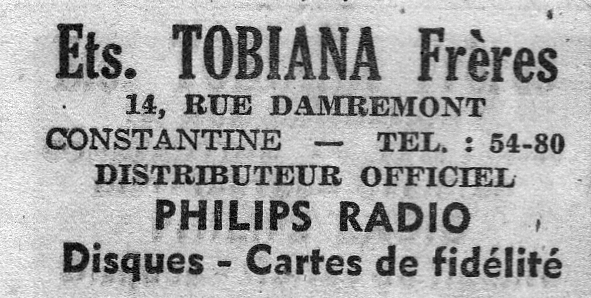 Ets. TOBIANA Frères
14, RUE DAMREMONT
CONSTANTINE — TEL. : 54-80
DISTRIBUTEUR OFFICIEL
PHILIPS RADIO
Disques - Cartes de fidélité